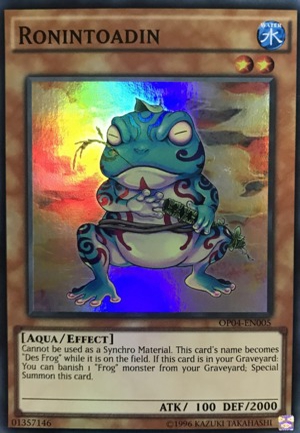 RONINTOADIN
WATER
水
OP04-EN005
[AQUA/EFFECT]
Cannot be used as a Synchro Material. This card's name becomes
"Des Frog" while it is on the field. If this card is in your Graveyard:
You can banish 1 "Frog" monster from your Graveyard; Special
Summon this card.
ATK/ 100 DEF/2000
01357146
©1996 KAZUKI TAKAHASHI